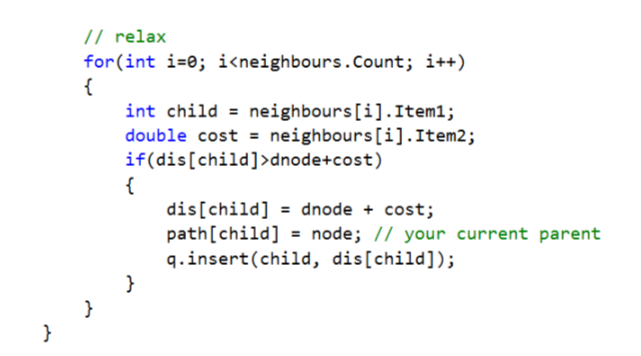 // relax
for(int i=0; i<neighbours.Count; i++)
{
int child = neighbours[i].Item1;
double cost = neighbours[i].Item2;
if(dis[child]>dnode+cost)
{
dis[child] = dnode + cost;
path[child] = node; // your current parent
q.insert(child, dis[child]);
}
}
}